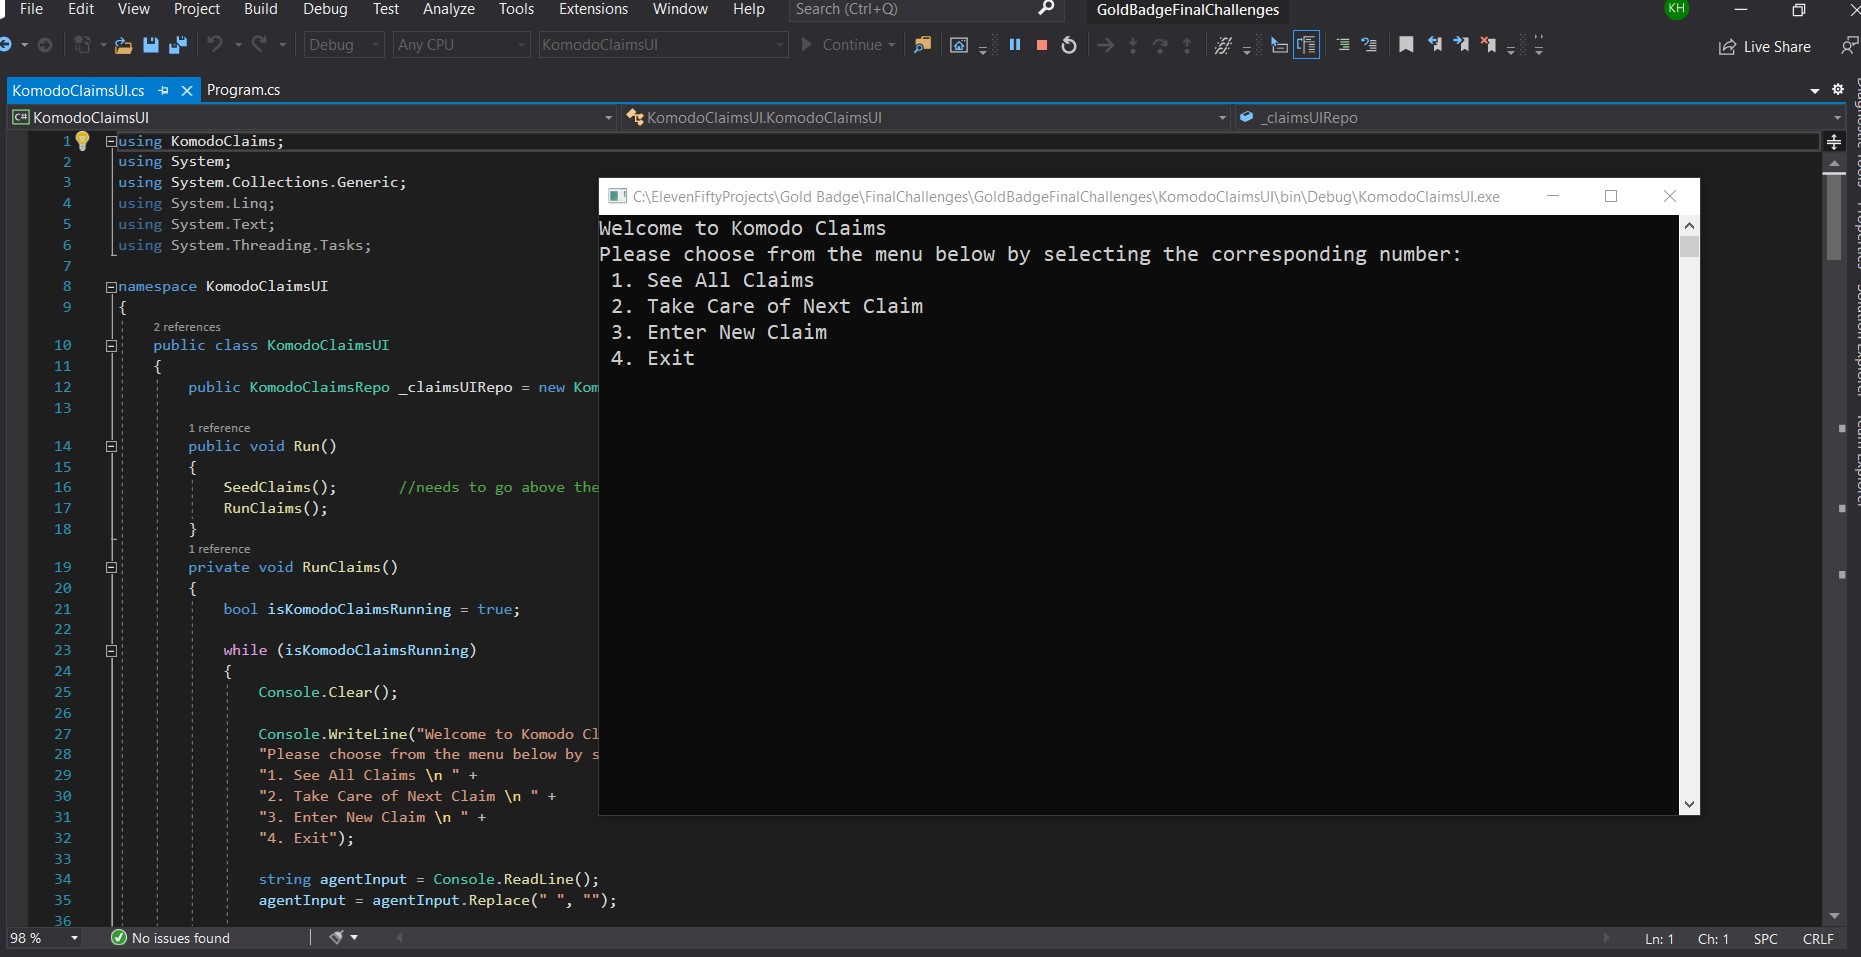 File Edit View Project Build Debug Test Analyze Tools Extensions Window Help Search (Ctrl+Q) GoldBadgeFinalChallenges KH
Debug Any CPU KomodoClaimsUI Continue Live Share
KomodoClaimsUI.cs Program.cs
C# KomodoClaimsUI KomodoClaimsUI.KomodoClaimsUI _claimsUIRepo
1 using KomodoClaims;
2 using System;
3 using System.Collections.Generic;
4 using System.Linq;
5 using System.Text;
6 using System.Threading.Tasks;
7
8 namespace KomodoClaimsUI
9 {
2 references
10 public class KomodoClaimsUI
11 {
12 public KomodoClaimsRepo _claimsUIRepo = new Kom
13
1 reference
14 public void Run()
15 {
16 SeedClaims(); //needs to go above the
17 RunClaims();
18 }
1 reference
19 private void RunClaims()
20 {
21 bool isKomodoClaimsRunning = true;
22
23 while (isKomodoClaimsRunning)
24 {
25 Console.Clear();
26
27 Console.WriteLine("Welcome to Komodo Cl
28 "Please choose from the menu below by s
29 "1. See All Claims \n " +
30 "2. Take Care of Next Claim \n " +
31 "3. Enter New Claim \n " +
32 "4. Exit");
33
34 string agentInput = Console.ReadLine();
35 agentInput = agentInput.Replace(" ", "");
36
C:\ElevenFiftyProjects\Gold Badge\FinalChallenges\GoldBadgeFinalChallenges\KomodoClaimsUI\bin\Debug\KomodoClaimsUI.exe
Welcome to Komodo Claims
Please choose from the menu below by selecting the corresponding number:
1. See All Claims
2. Take Care of Next Claim
3. Enter New Claim
4. Exit
98 % No issues found Ln: 1 Ch: 1 SPC CRLF